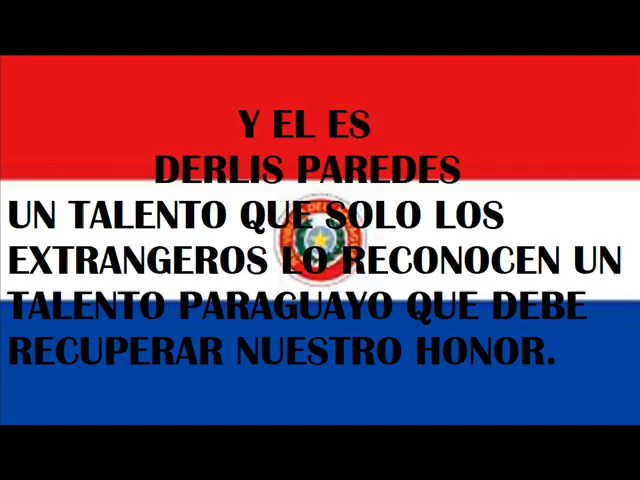 Y EL ES
DERLIS PAREDES
UN TALENTO QUE SOLO LOS
EXTRANGEROS LO RECONOCEN UN
TALENTO PARAGUAYO QUE DEBE
RECUPERAR NUESTRO HONOR.